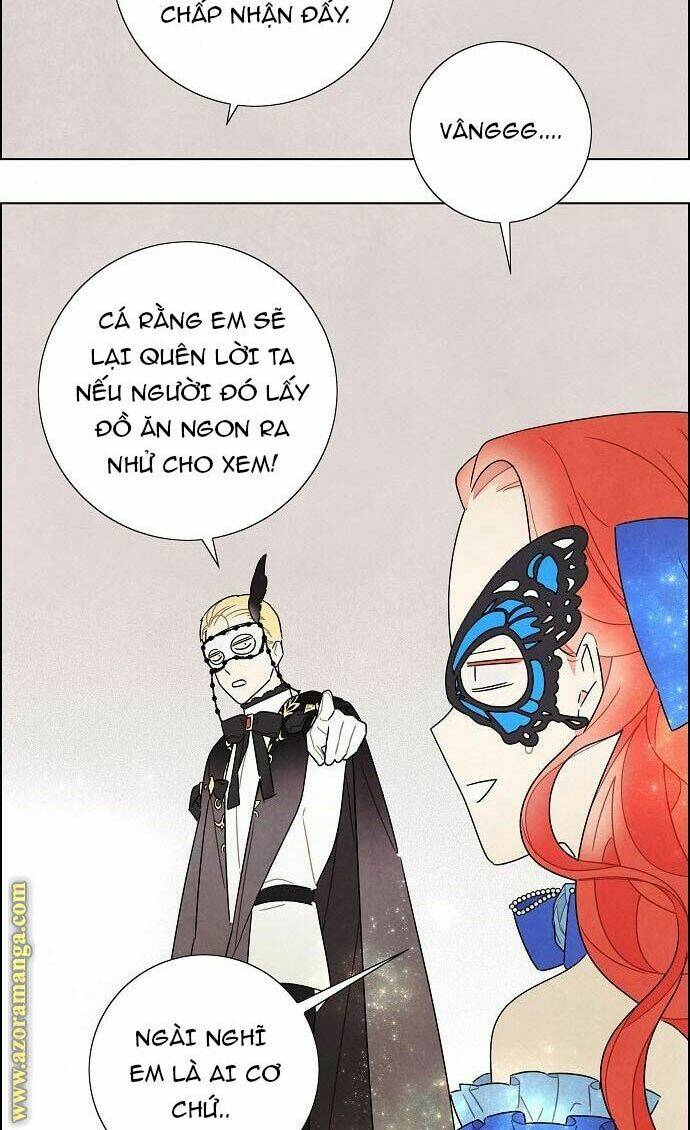 CHẤP NHẬN ĐẤY.
VÂNGGG....
CÁ RẰNG EM SẼ
LẠI QUÊN LỜI TA
NẾU NGƯỜI ĐÓ LẤY
ĐỒ ĂN NGON RA
NHỬ CHO XEM!
NGÀI NGHĨ
EM LÀ AI CƠ
CHỨ..
www.azoramanga.com